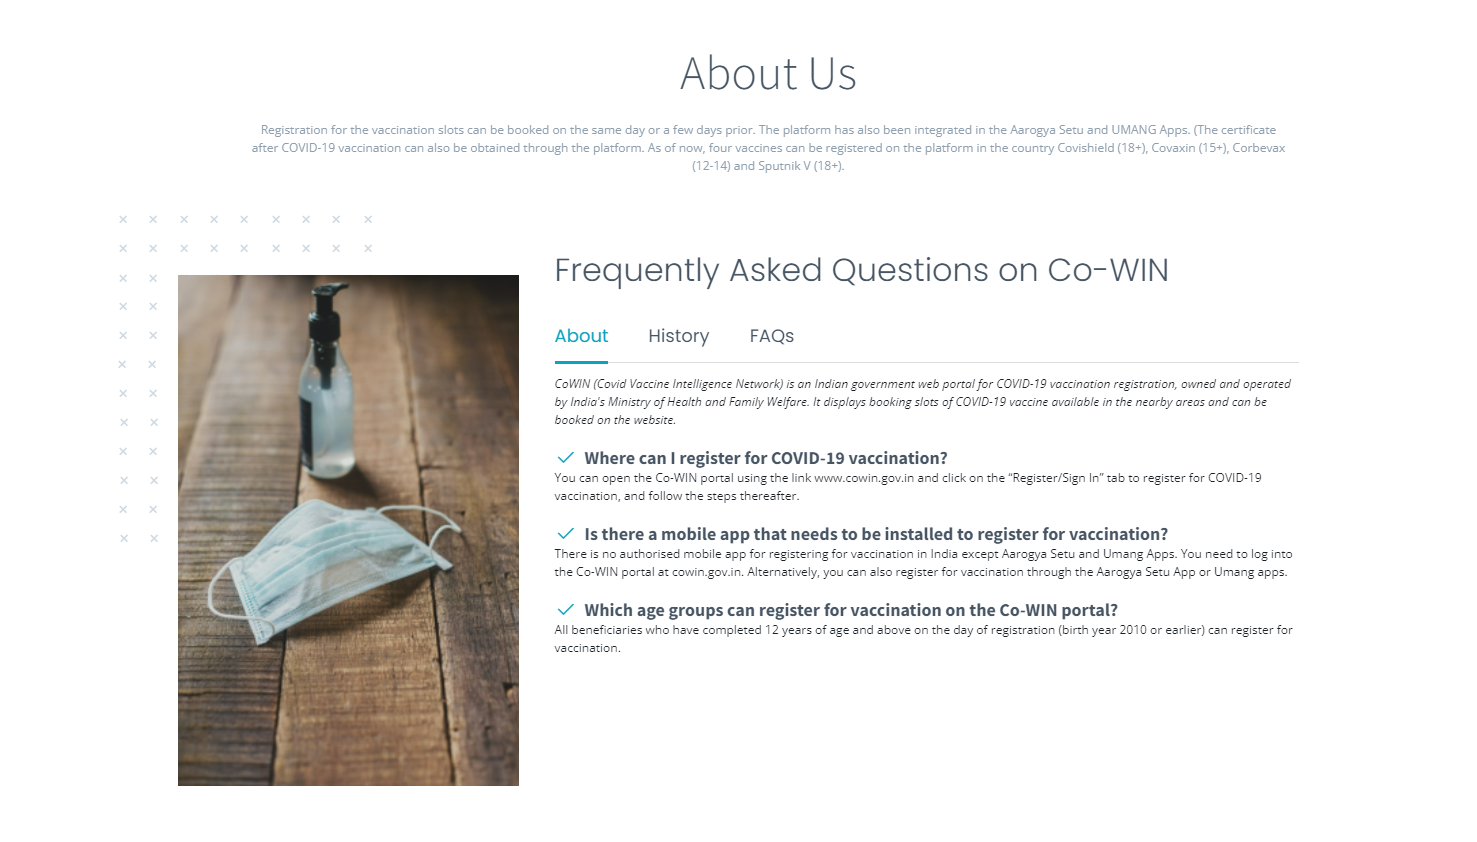 About Us
Registration for the vaccination slots can be booked on the same day or a few days prior. The platform has also been integrated in the Aarogya Setu and UMANG Apps. (The certificate
after COVID-19 vaccination can also be obtained through the platform. As of now, four vaccines can be registered on the platform in the country Covishield (18+), Covaxin (15+), Corbevax
(12-14) and Sputnik V (18+).
Frequently Asked Questions on Co-WIN
About History FAQs
CoWIN (Covid Vaccine Intelligence Network) is an Indian government web portal for COVID-19 vaccination registration, owned and operated
by India's Ministry of Health and Family Welfare. It displays booking slots of COVID-19 vaccine available in the nearby areas and can be
booked on the website.
Where can I register for COVID-19 vaccination?
You can open the Co-WIN portal using the link www.cowin.gov.in and click on the “Register/Sign In” tab to register for COVID-19
vaccination, and follow the steps thereafter.
Is there a mobile app that needs to be installed to register for vaccination?
There is no authorised mobile app for registering for vaccination in India except Aarogya Setu and Umang Apps. You need to log into
the Co-WIN portal at cowin.gov.in. Alternatively, you can also register for vaccination through the Aarogya Setu App or Umang apps.
Which age groups can register for vaccination on the Co-WIN portal?
All beneficiaries who have completed 12 years of age and above on the day of registration (birth year 2010 or earlier) can register for
vaccination.